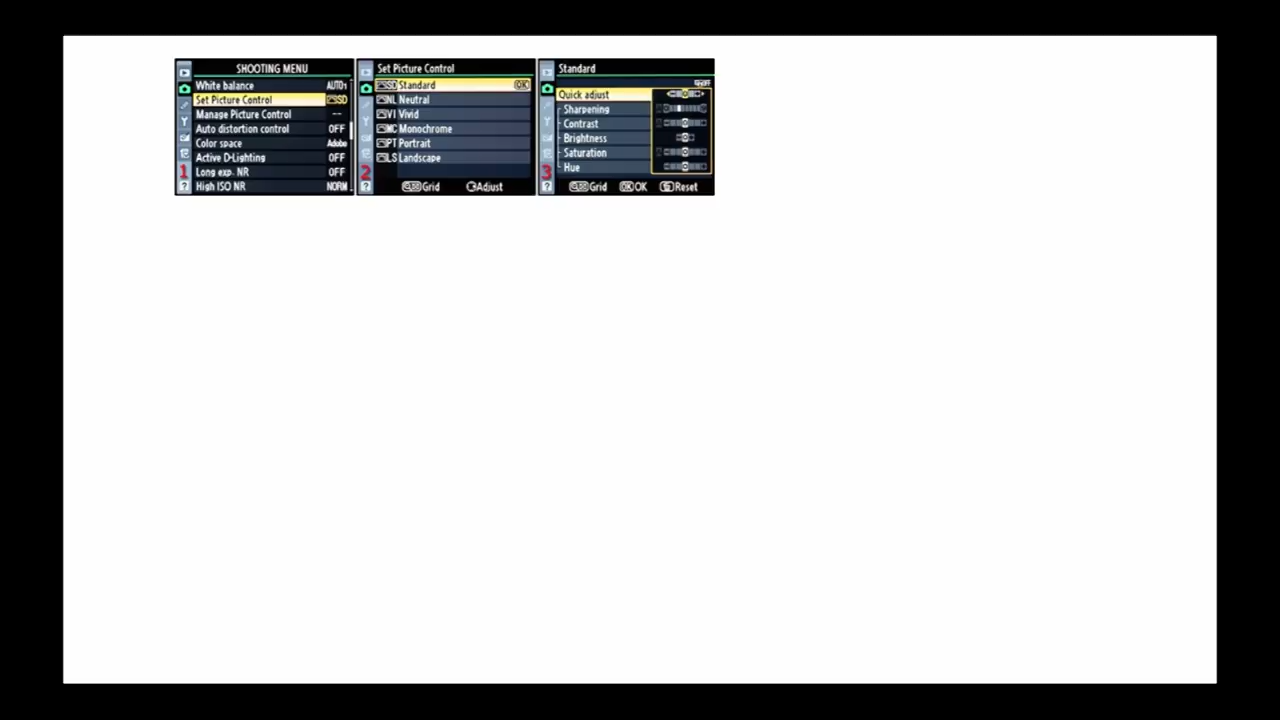 SHOOTING MENU
White balance AUTO1
Set Picture Control SD
Manage Picture Control --
Auto distortion control OFF
Color space Adobe
Active D-Lighting OFF
Long exp. NR OFF
High ISO NR NORM
1
?
Set Picture Control
SD Standard OK
NL Neutral
VI Vivid
MC Monochrome
PT Portrait
LS Landscape
2
?
Grid Adjust
Standard
Quick adjust
Sharpening
Contrast
Brightness
Saturation
Hue
3
?
Grid OK OK Reset